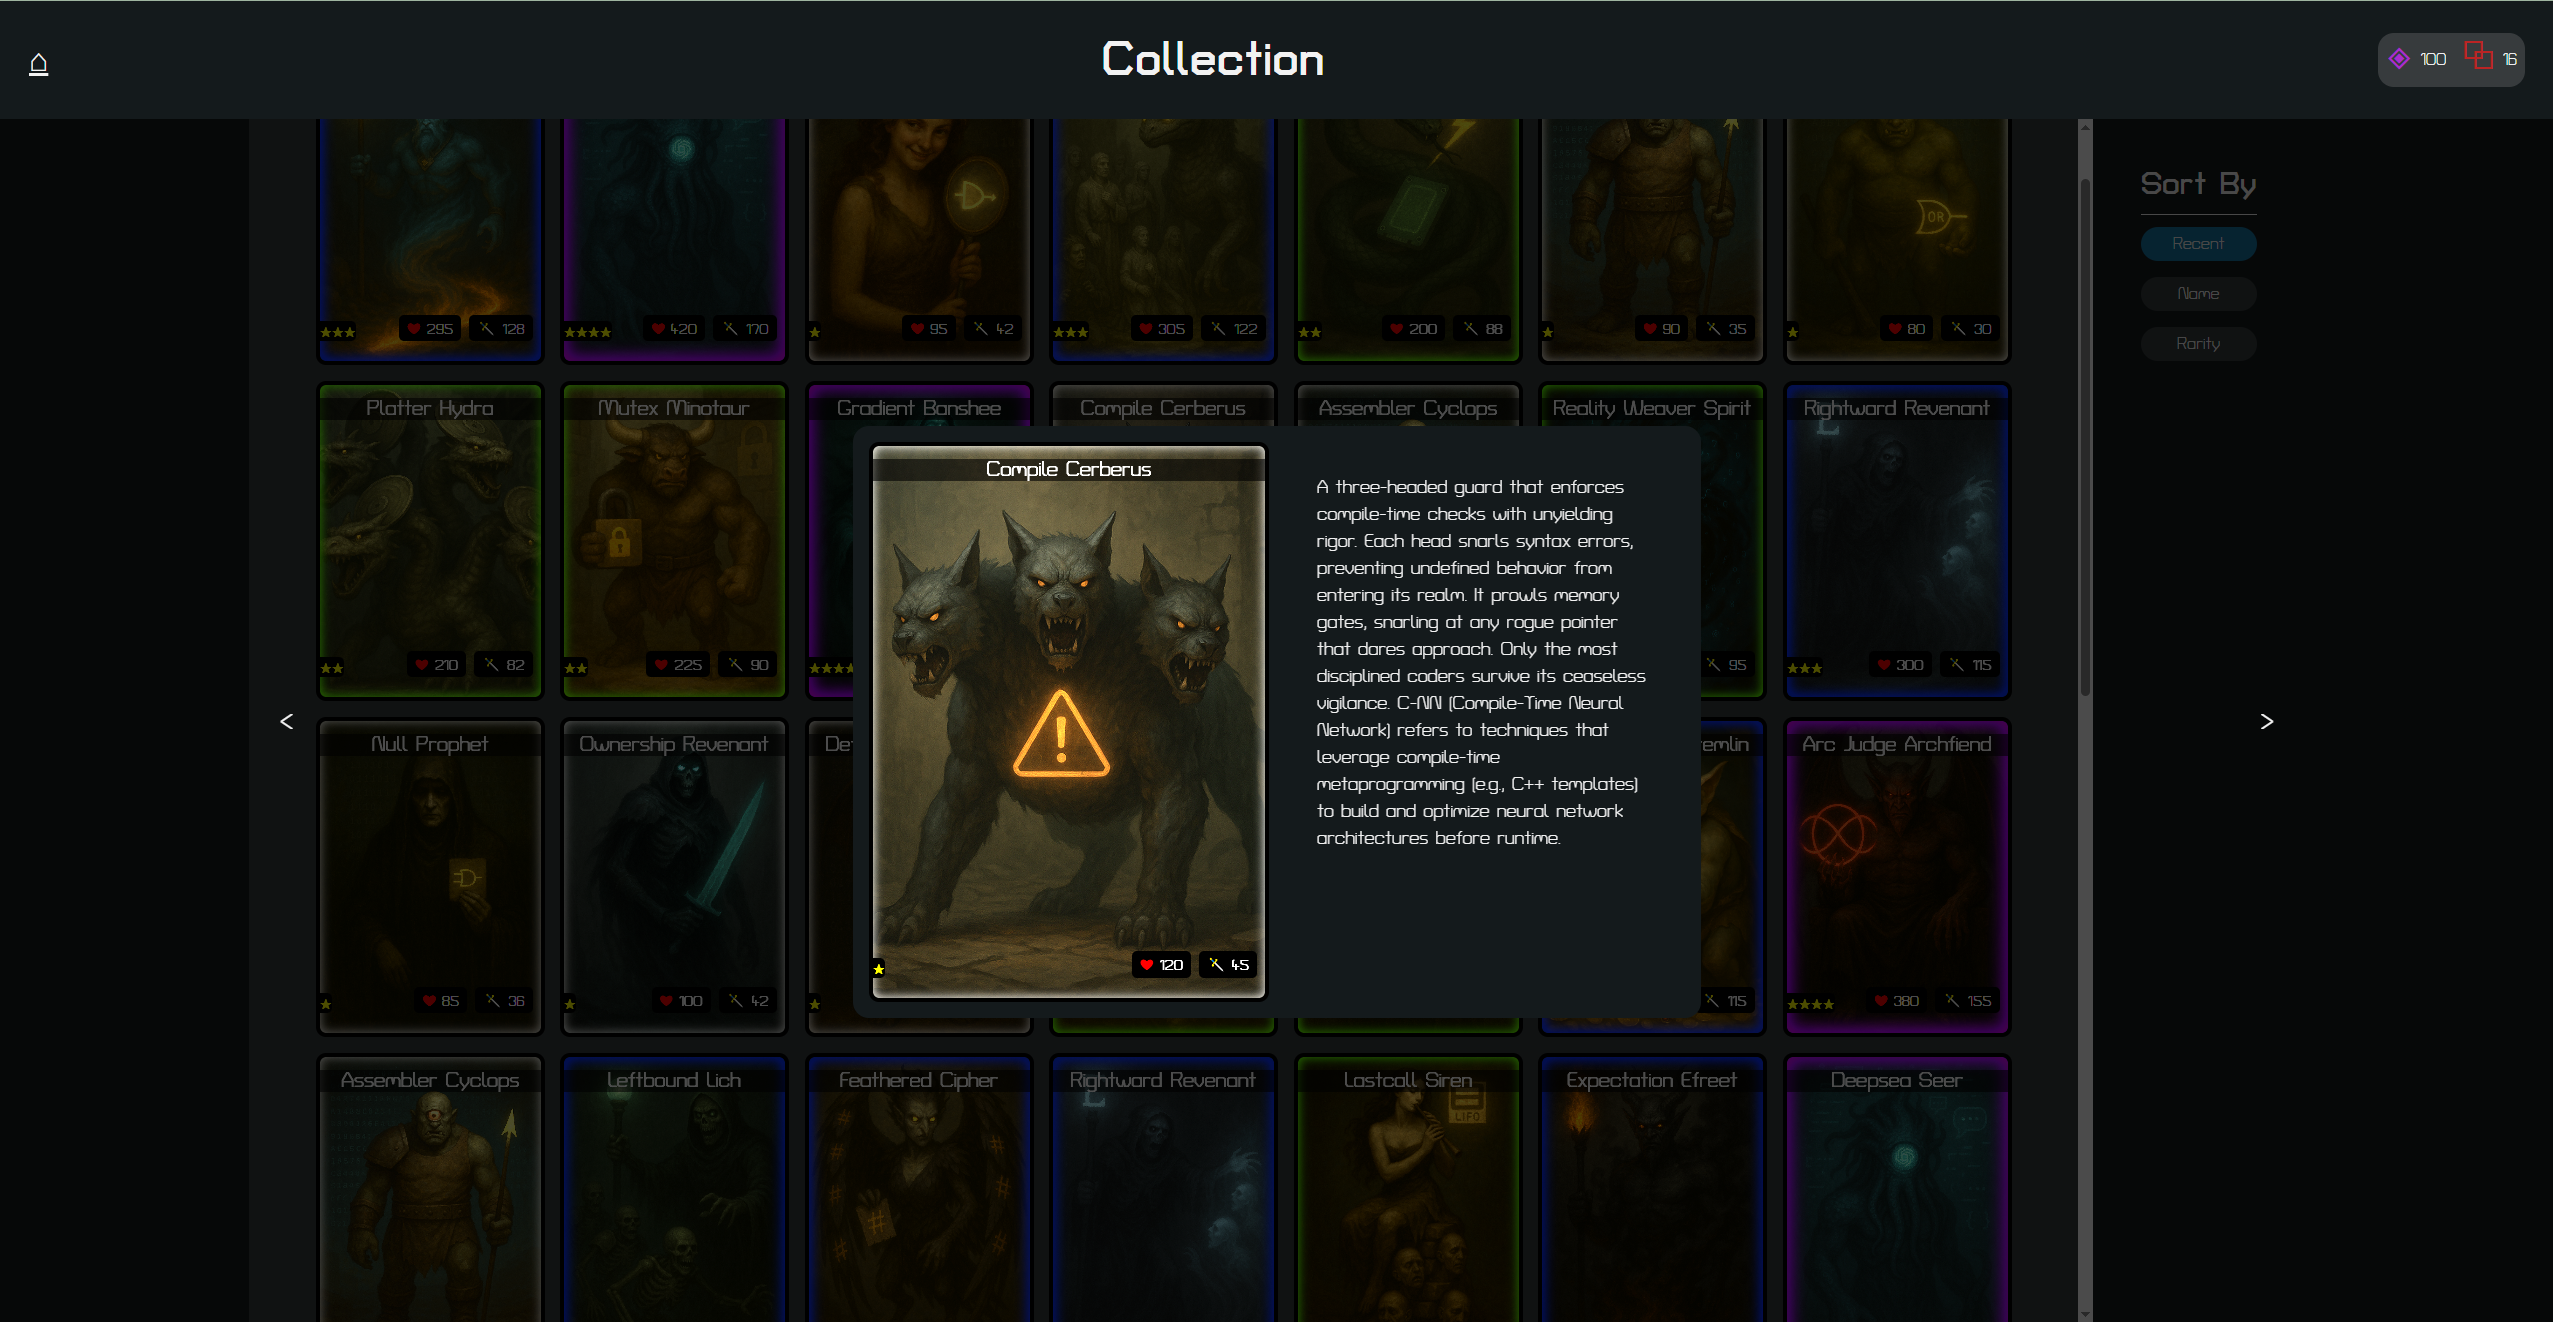 Collection
100 16
Sort By
Recent
Name
Rarity
295 128
420 170
95 42
305 122
200 88
90 35
OR
80 30
Platter Hydra
Mutex Minotaur
Gradient Banshee
Compile Cerberus
Assembler Cyclops
Reality Weaver Spirit
Rightward Revenant
210 82
225 90
95
300 115
Compile Cerberus
120 45
A three-headed guard that enforces
compile-time checks with unyielding
rigor. Each head snarls syntax errors,
preventing undefined behavior from
entering its realm. It prowls memory
gates, snarling at any rogue pointer
that dares approach. Only the most
disciplined coders survive its ceaseless
vigilance. C-NN (Compile-Time Neural
Network) refers to techniques that
leverage compile-time
metaprogramming (e.g., C++ templates)
to build and optimize neural network
architectures before runtime.
<
>
Null Prophet
Ownership Revenant
De
emlin
Arc Judge Archfiend
85 36
100 42
115
380 155
Assembler Cyclops
Leftbound Lich
Feathered Cipher
Rightward Revenant
Lastcall Siren
Expectation Efreet
Deepsea Seer
#
LIFO